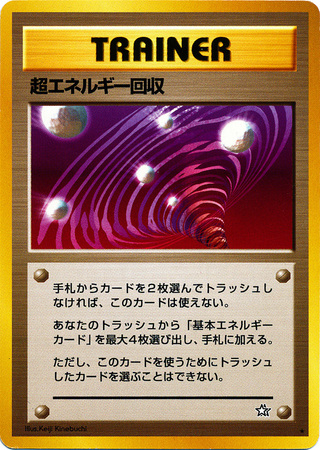 TRAINER
超エネルギー回収
手札からカードを2枚選んでトラッシュし
なければ、このカードは使えない。
あなたのトラッシュから「基本エネルギー
カード」を最大4枚選び出し、手札に加える。
ただし、このカードを使うためにトラッシュ
したカードを選ぶことはできない。
Illus.Keiji Kinebuchi